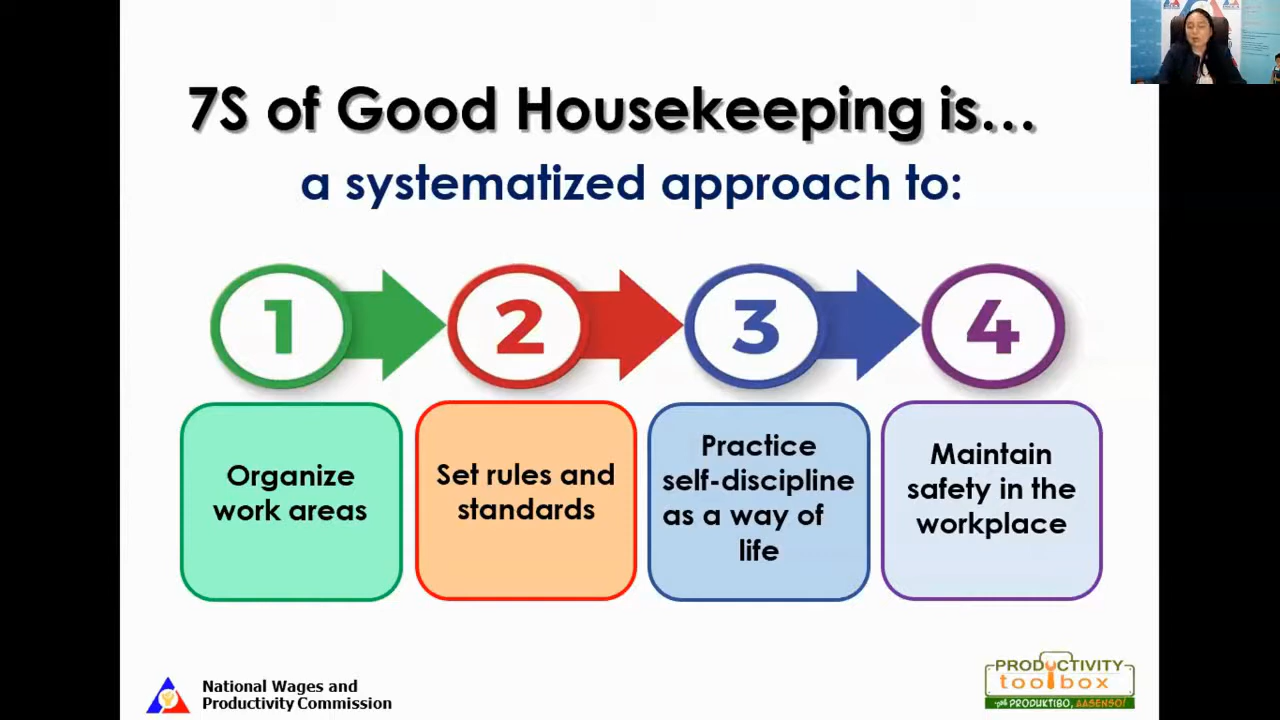 7S of Good Housekeeping is...
a systematized approach to:
1
2
3
4
Organize
work areas
Set rules and
standards
Practice
self-discipline
as a way of
life
Maintain
safety in the
workplace
National Wages and
Productivity Commission
PRODUCTIVITY
toolbox
PRODUKTIBO, AASENSO!